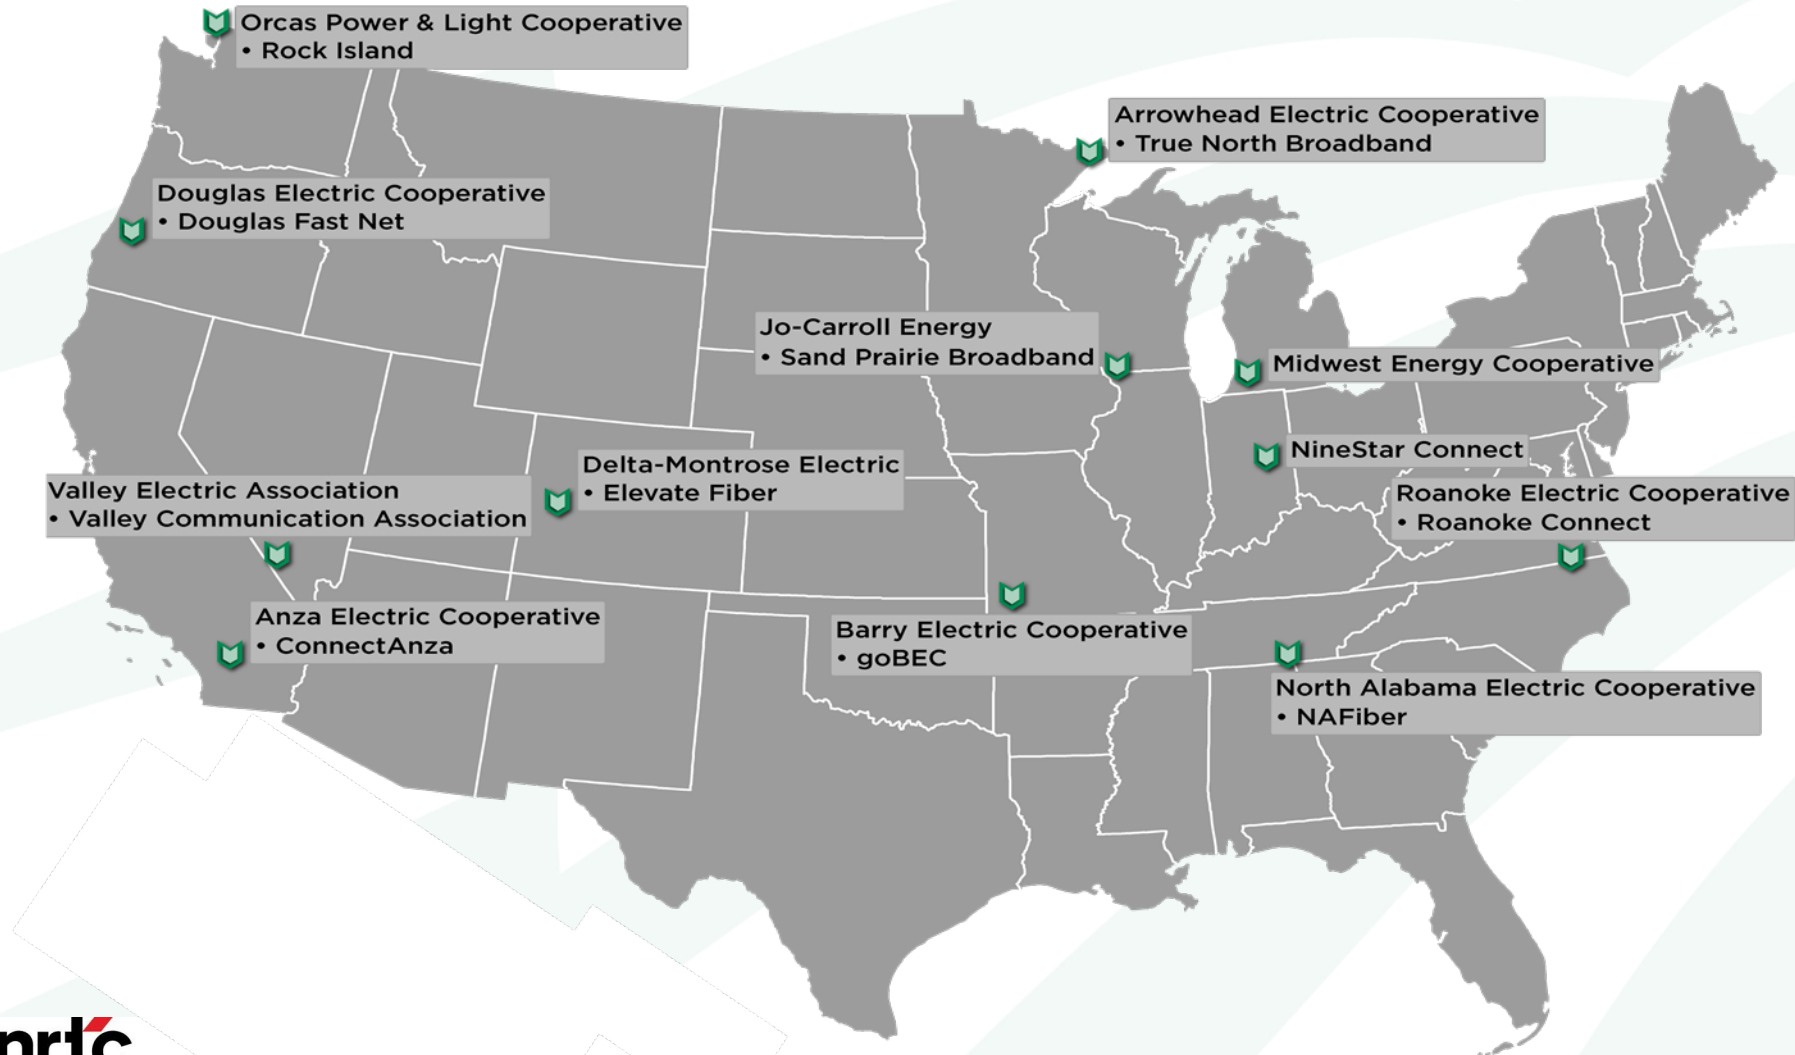 Orcas Power & Light Cooperative
• Rock Island
Arrowhead Electric Cooperative
• True North Broadband
Douglas Electric Cooperative
• Douglas Fast Net
Jo-Carroll Energy
• Sand Prairie Broadband
Midwest Energy Cooperative
NineStar Connect
Delta-Montrose Electric
• Elevate Fiber
Valley Electric Association
• Valley Communication Association
Roanoke Electric Cooperative
• Roanoke Connect
Anza Electric Cooperative
• ConnectAnza
Barry Electric Cooperative
• goBEC
North Alabama Electric Cooperative
• NAFiber
nrtc